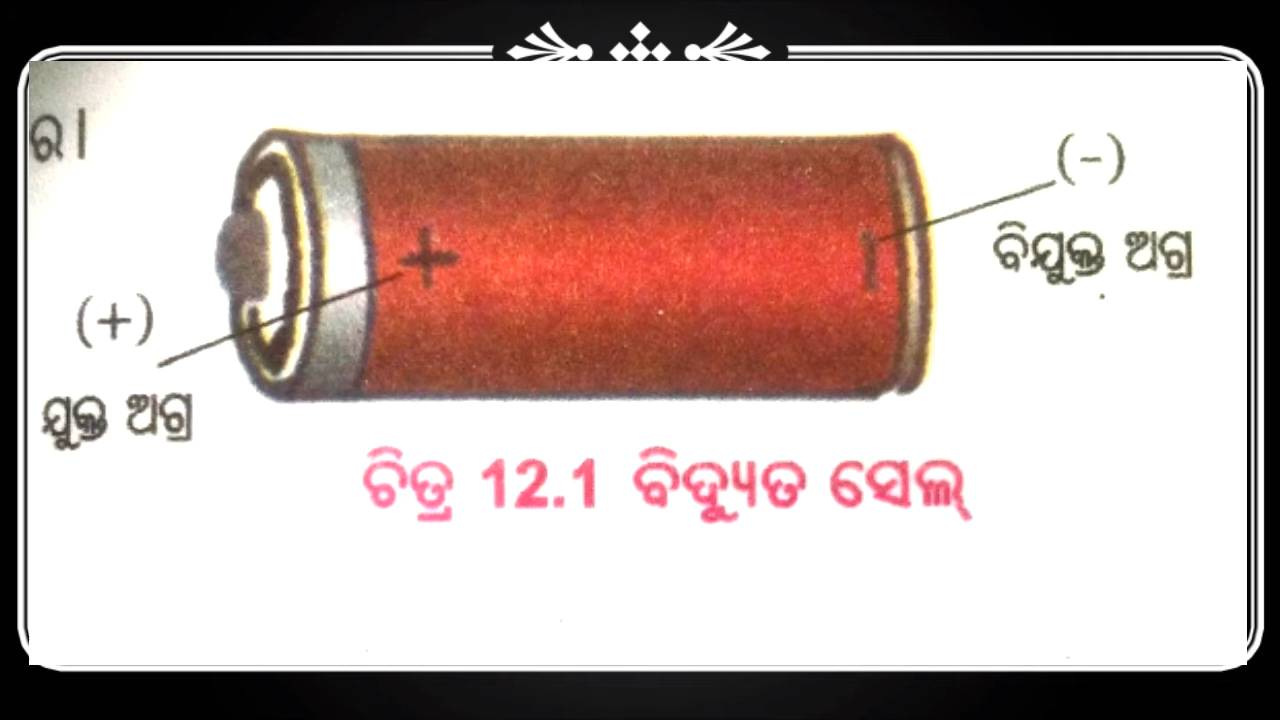 ର।
(-)
ବିଯୁକ୍ତ ଅଗ୍ର
+
-
(+)
ଯୁକ୍ତ ଅଗ୍ର
ଚିତ୍ର 12.1 ବିଦ୍ୟୁତ ସେଲ୍